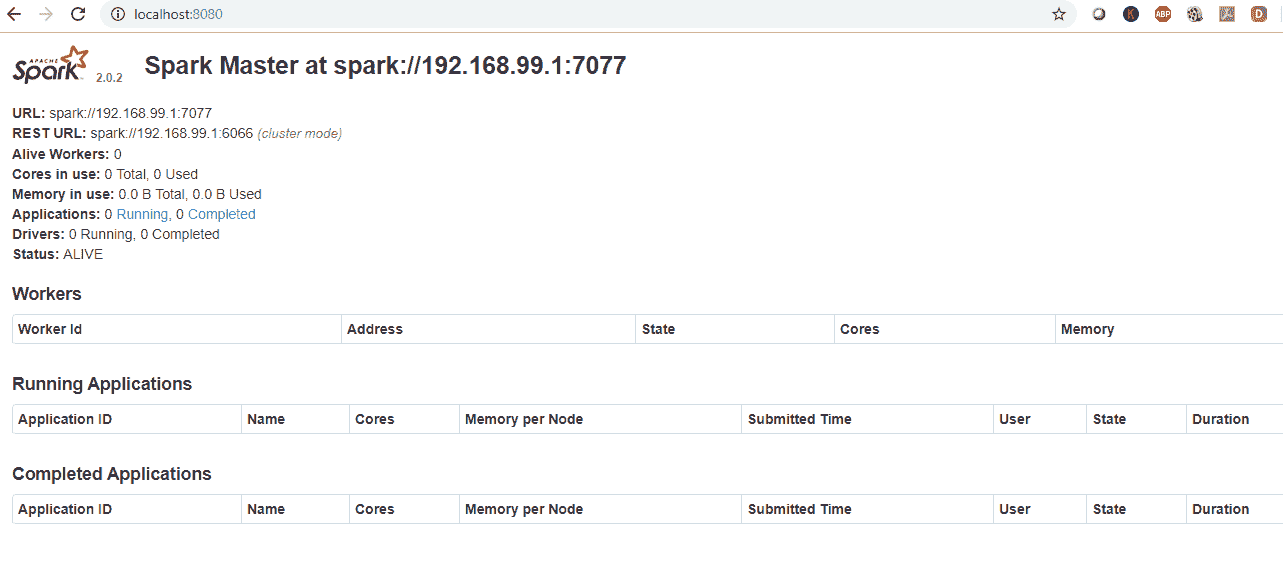 localhost:8080
K ABP D
APACHE
Spark 2.0.2 Spark Master at spark://192.168.99.1:7077
URL: spark://192.168.99.1:7077
REST URL: spark://192.168.99.1:6066 (cluster mode)
Alive Workers: 0
Cores in use: 0 Total, 0 Used
Memory in use: 0.0 B Total, 0.0 B Used
Applications: 0 Running, 0 Completed
Drivers: 0 Running, 0 Completed
Status: ALIVE
Workers
Worker Id Address State Cores Memory
Running Applications
Application ID Name Cores Memory per Node Submitted Time User State Duration
Completed Applications
Application ID Name Cores Memory per Node Submitted Time User State Duration